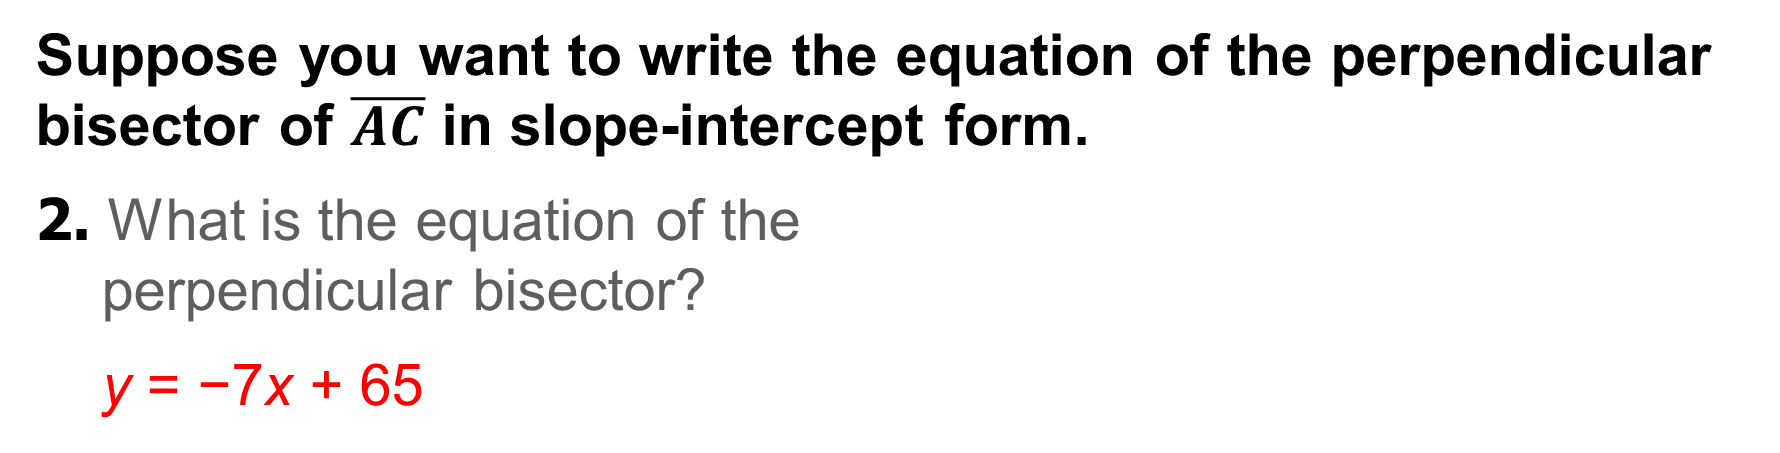 Suppose you want to write the equation of the perpendicular
bisector of A̅C̅ in slope-intercept form.
2. What is the equation of the
perpendicular bisector?
y = −7x + 65